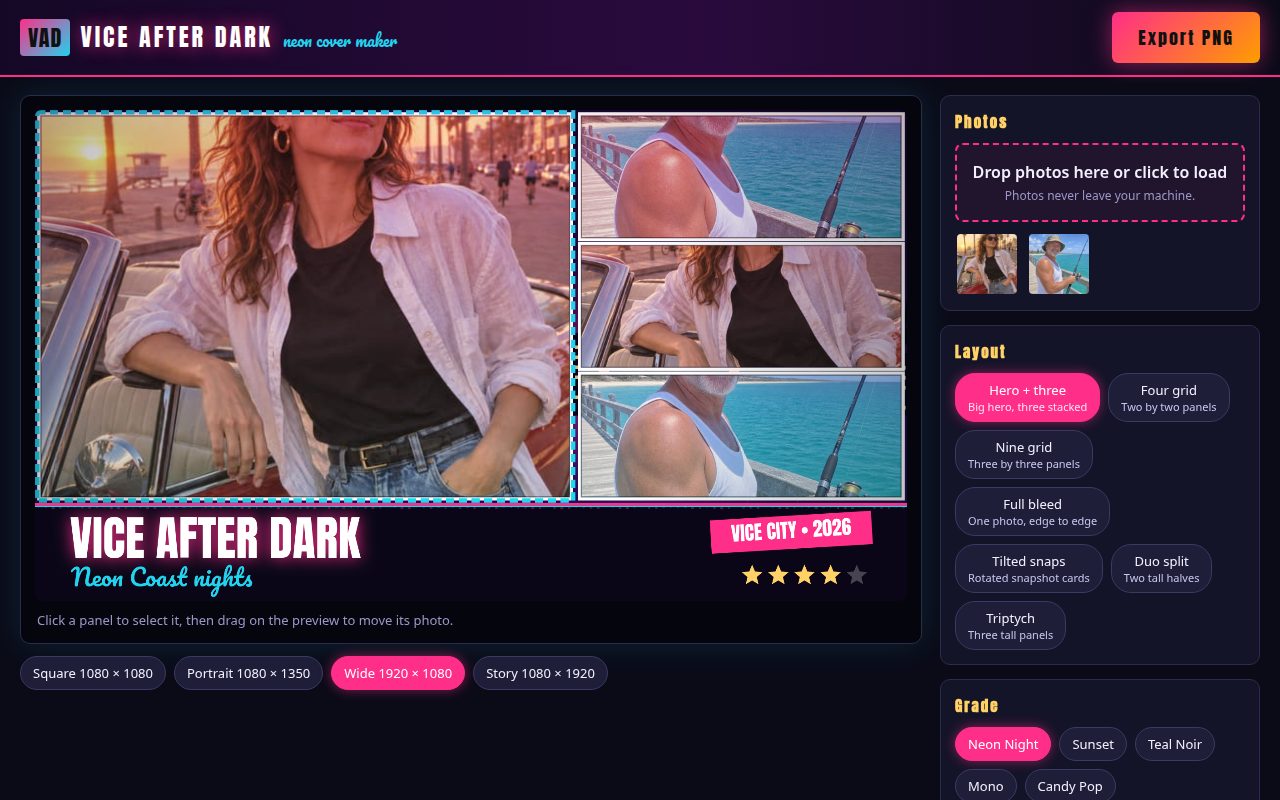 VAD VICE AFTER DARK neon cover maker
Export PNG
VICE AFTER DARK
Neon Coast nights
VICE CITY • 2026
Click a panel to select it, then drag on the preview to move its photo.
Square 1080 × 1080
Portrait 1080 × 1350
Wide 1920 × 1080
Story 1080 × 1920
Photos
Drop photos here or click to load
Photos never leave your machine.
Layout
Hero + three
Big hero, three stacked
Four grid
Two by two panels
Nine grid
Three by three panels
Full bleed
One photo, edge to edge
Tilted snaps
Rotated snapshot cards
Duo split
Two tall halves
Triptych
Three tall panels
Grade
Neon Night
Sunset
Teal Noir
Mono
Candy Pop